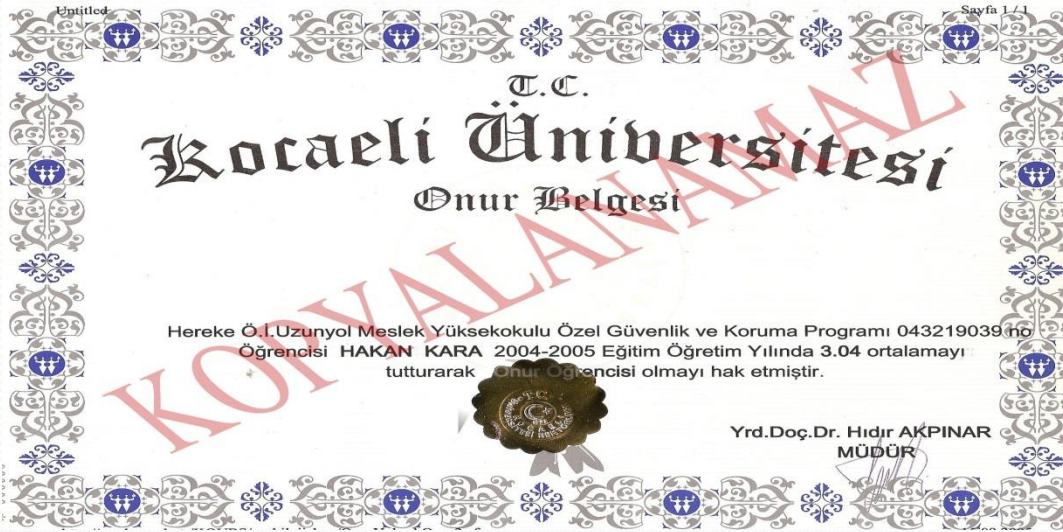 Untitled
Sayfa 1 / 1
T.C.
Kocaeli Üniversitesi
Onur Belgesi
KOPYALANAMAZ
Hereke Ö.İ.Uzunyol Meslek Yüksekokulu Özel Güvenlik ve Koruma Programı 043219039 no
Öğrencisi HAKAN KARA 2004-2005 Eğitim Öğretim Yılında 3.04 ortalamayı
tutturarak Onur Öğrencisi olmayı hak etmiştir.
T.C.
Yrd.Doç.Dr. Hıdır AKPINAR
MÜDÜR